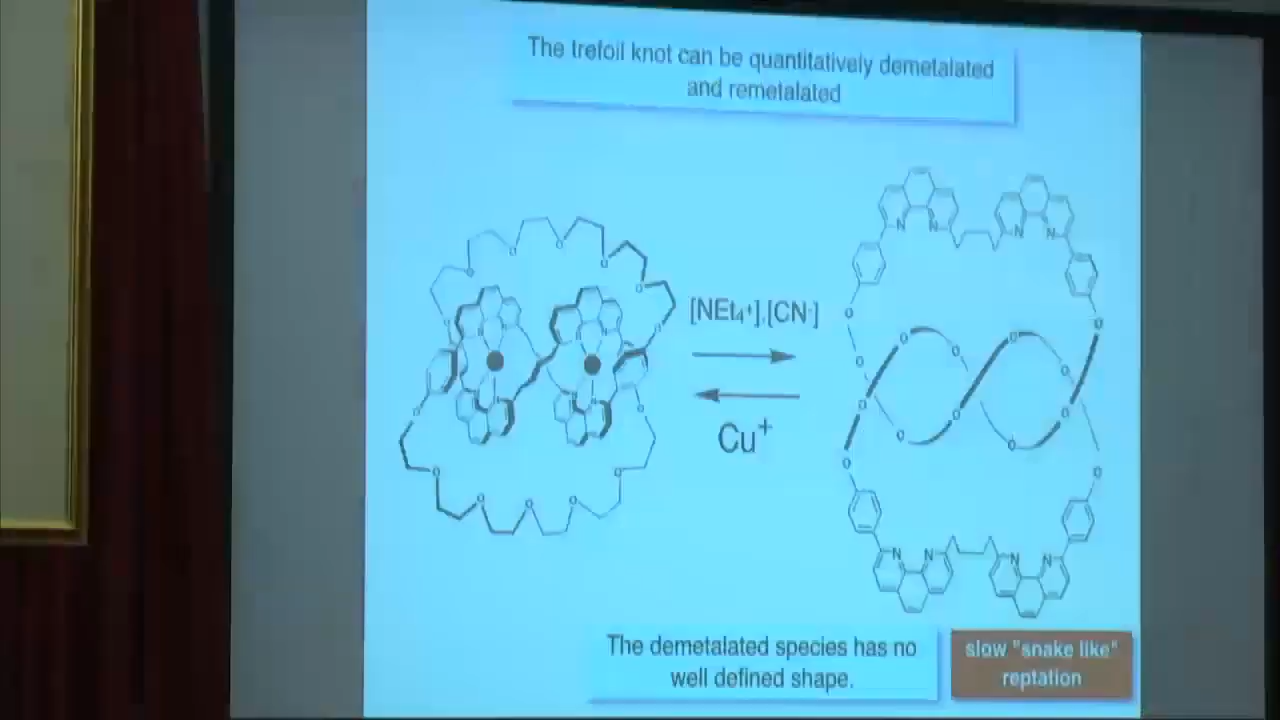 The trefoil knot can be quantitatively demetalated
and remetalated
[NEt₄⁺].[CN⁻]
Cu⁺
The demetalated species has no
well defined shape.
slow "snake like"
reptation